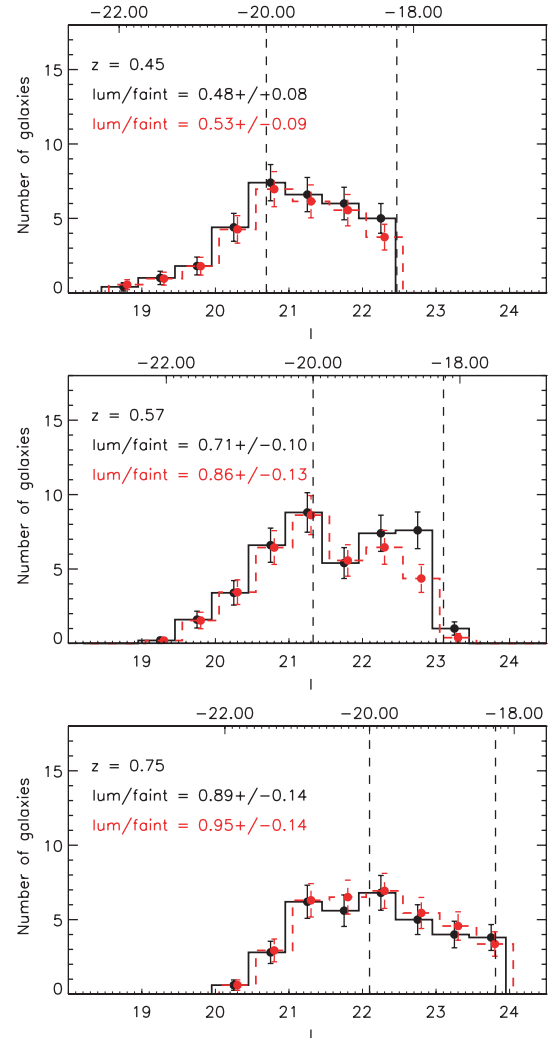 -22.00 -20.00 -18.00
z = 0.45
lum/faint = 0.48+/-0.08
lum/faint = 0.53+/-0.09
Number of galaxies
15
10
5
0
19 20 21 22 23 24
I
-22.00 -20.00 -18.00
z = 0.57
lum/faint = 0.71+/-0.10
lum/faint = 0.86+/-0.13
Number of galaxies
15
10
5
0
19 20 21 22 23 24
I
-22.00 -20.00 -18.00
z = 0.75
lum/faint = 0.89+/-0.14
lum/faint = 0.95+/-0.14
Number of galaxies
15
10
5
0
19 20 21 22 23 24
I